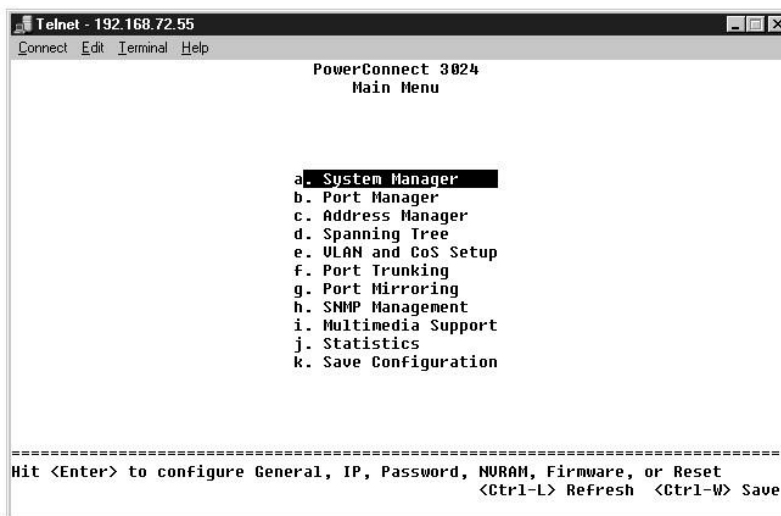 Telnet - 192.168.72.55
Connect Edit Terminal Help
PowerConnect 3024
Main Menu
a. System Manager
b. Port Manager
c. Address Manager
d. Spanning Tree
e. VLAN and CoS Setup
f. Port Trunking
g. Port Mirroring
h. SNMP Management
i. Multimedia Support
j. Statistics
k. Save Configuration
================================================================================
Hit <Enter> to configure General, IP, Password, NVRAM, Firmware, or Reset
<Ctrl-L> Refresh <Ctrl-W> Save